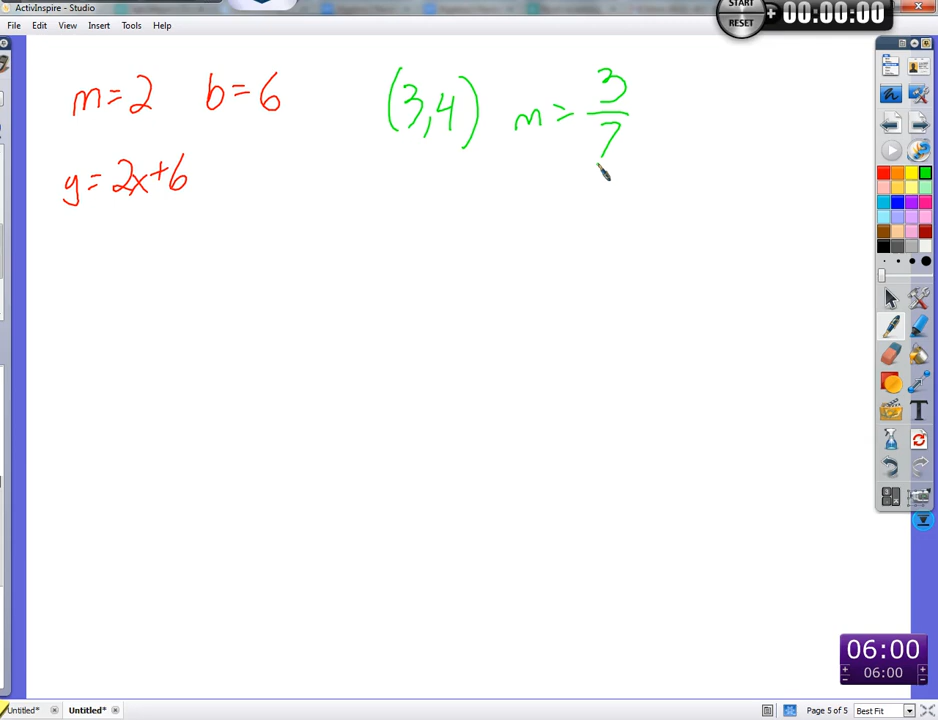 ActivInspire - Studio
START
RESET
00:00:00
File Edit View Insert Tools Help
m=2 b=6
(3,4) m=3/7
y=2x+6
T
06:00
06:00
Untitled* Untitled* Page 5 of 5 Best Fit